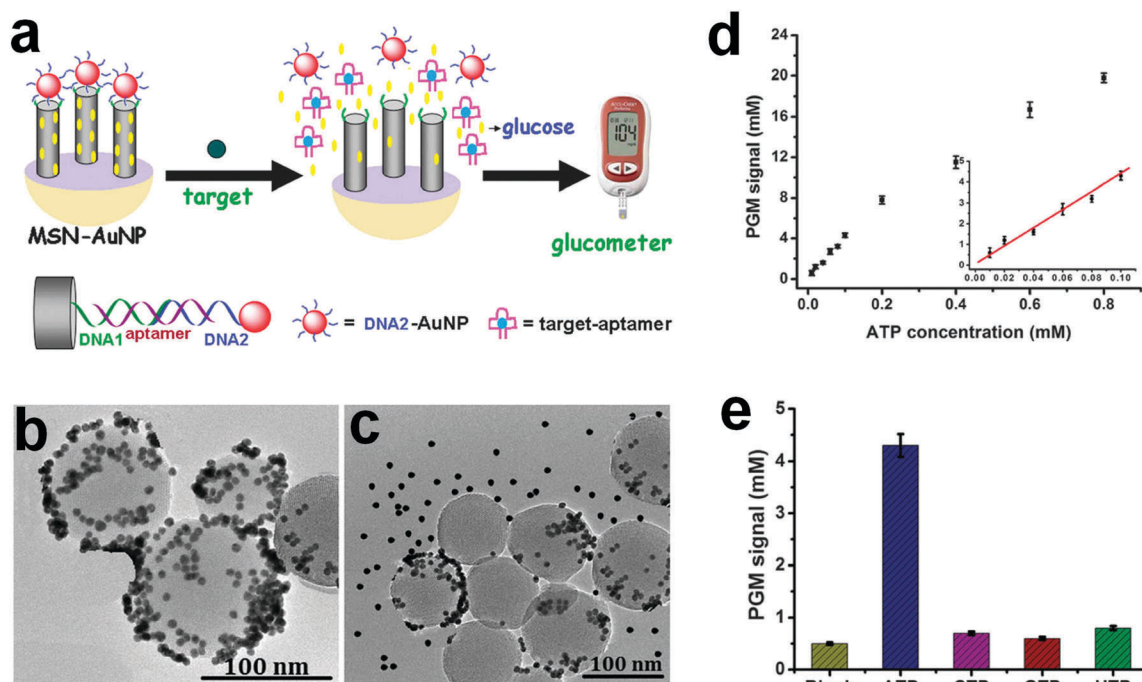 a
MSN-AuNP
target
glucose
glucometer
104
DNA1
aptamer
DNA2
= DNA2-AuNP
= target-aptamer
b
100 nm
c
100 nm
d
PGM signal (mM)
20
16
12
8
4
0
0.0
0.2
0.4
0.6
0.8
ATP concentration (mM)
5
4
3
2
1
0
0.00
0.02
0.04
0.06
0.08
0.10
e
PGM signal (mM)
5
4
3
2
1
0